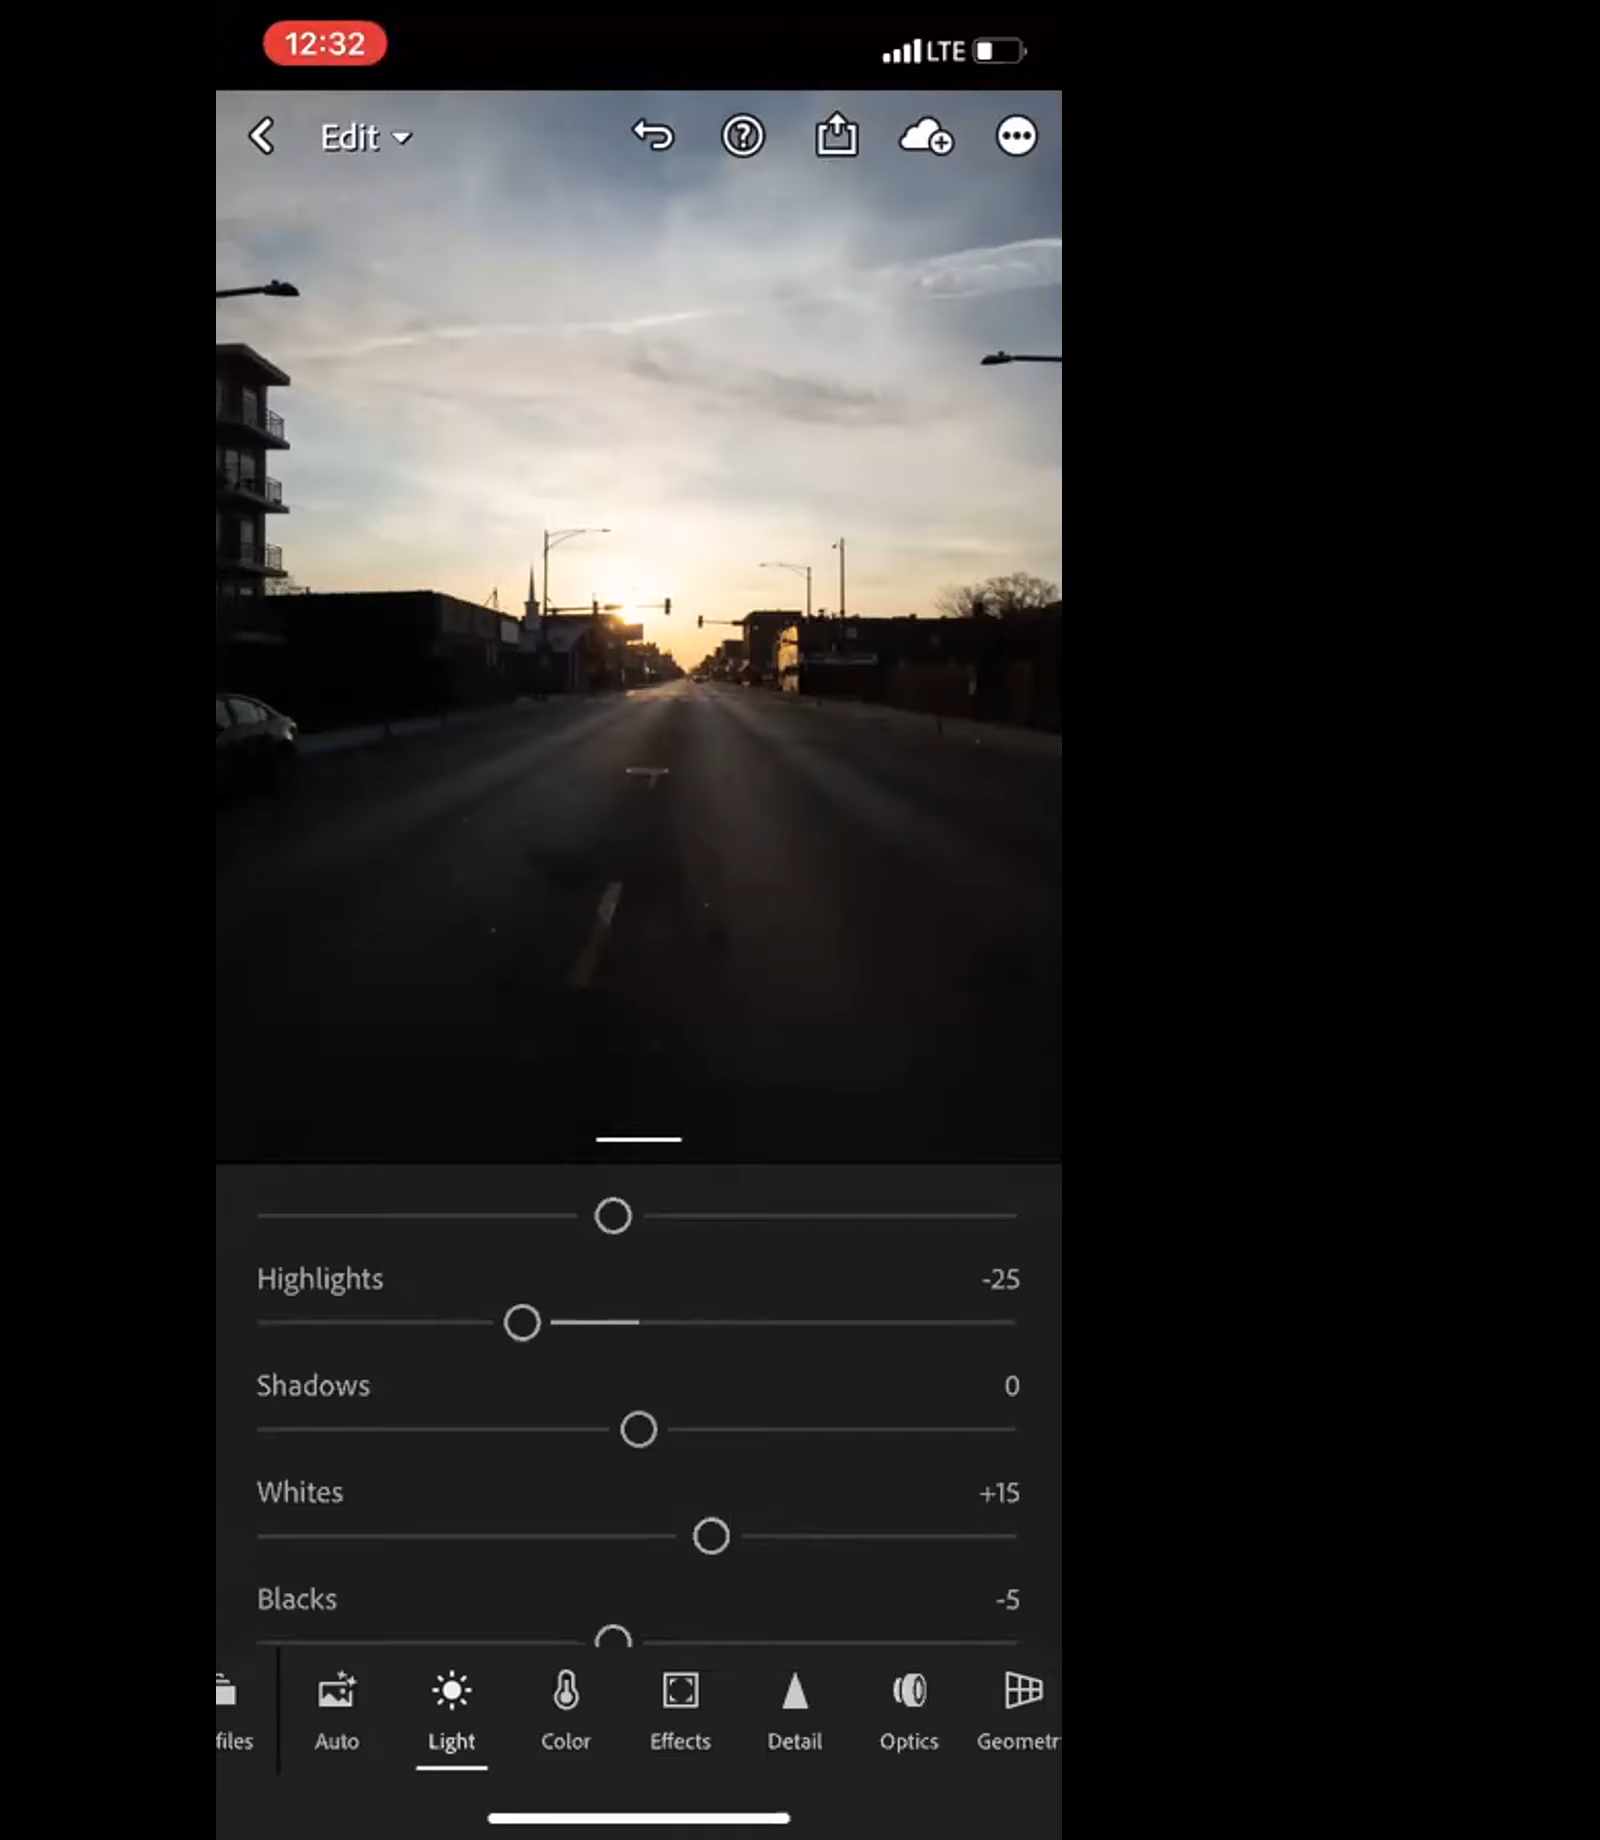 12:32
LTE
Edit
Highlights -25
Shadows 0
Whites +15
Blacks -5
files Auto Light Color Effects Detail Optics Geometr